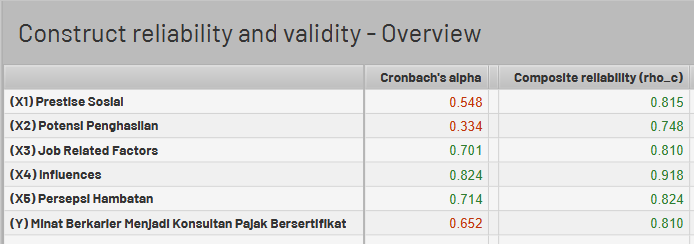 Construct reliability and validity - Overview
Cronbach's alpha Composite reliability (rho_c)
(X1) Prestise Sosial 0.548 0.815
(X2) Potensi Penghasilan 0.334 0.748
(X3) Job Related Factors 0.701 0.810
(X4) Influences 0.824 0.918
(X5) Persepsi Hambatan 0.714 0.824
(Y) Minat Berkarier Menjadi Konsultan Pajak Bersertifikat 0.652 0.810